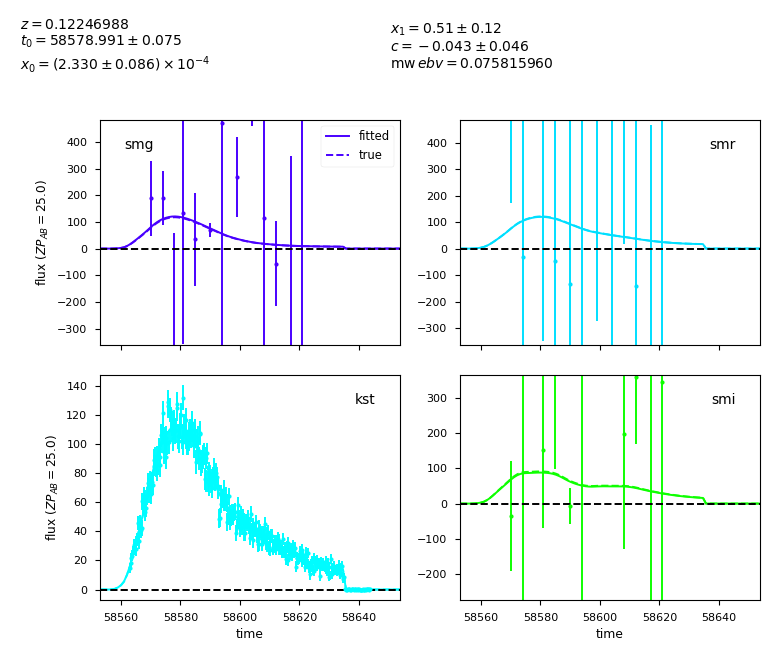 z = 0.12246988
t₀ = 58578.991 ± 0.075
x₀ = (2.330 ± 0.086) × 10⁻⁴
x₁ = 0.51 ± 0.12
c = −0.043 ± 0.046
mw ebv = 0.075815960
smg
fitted
true
400
300
200
100
0
−100
−200
−300
flux (ZP_AB = 25.0)
smr
400
300
200
100
0
−100
−200
−300
kst
140
120
100
80
60
40
20
0
flux (ZP_AB = 25.0)
58560 58580 58600 58620 58640
time
smi
300
200
100
0
−100
−200
58560 58580 58600 58620 58640
time